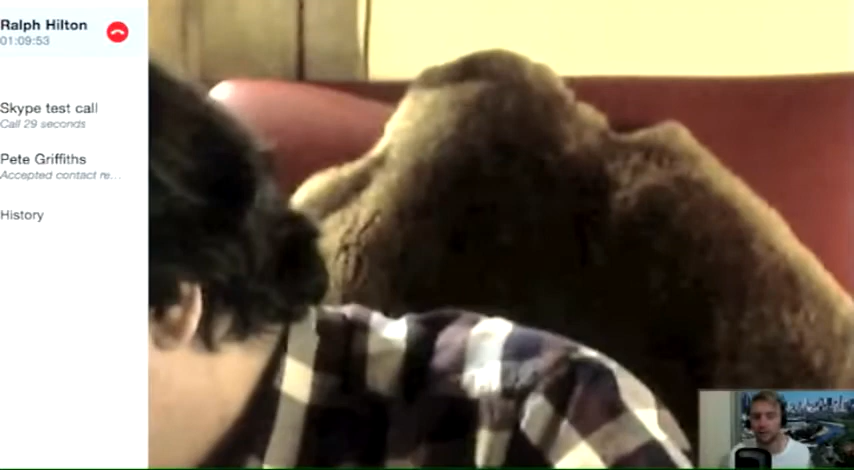 Ralph Hilton
01:09:53
Skype test call
Call 29 seconds
Pete Griffiths
Accepted contact re...
History